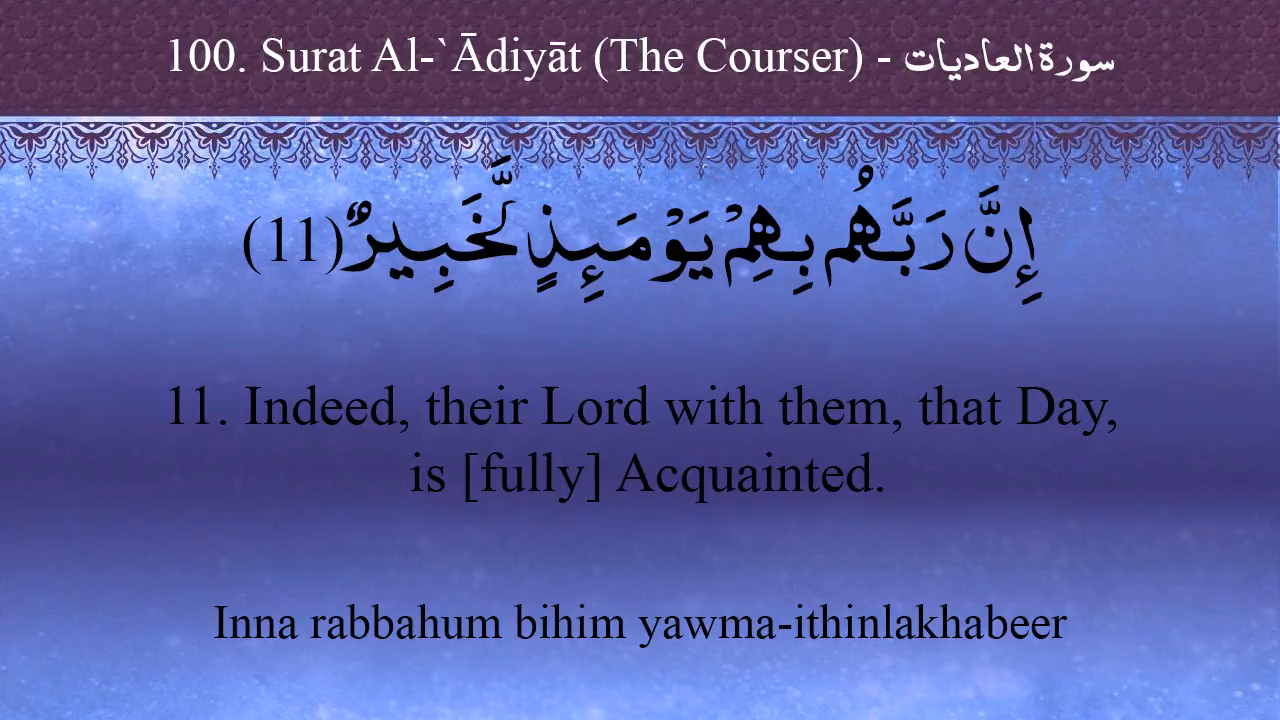 100. Surat Al-`Ādiyāt (The Courser) - سورة العاديات
إِنَّ رَبَّهُم بِهِمْ يَوْمَئِذٍ لَّخَبِيرٌ (11)
11. Indeed, their Lord with them, that Day,
is [fully] Acquainted.
Inna rabbahum bihim yawma-ithinlakhabeer